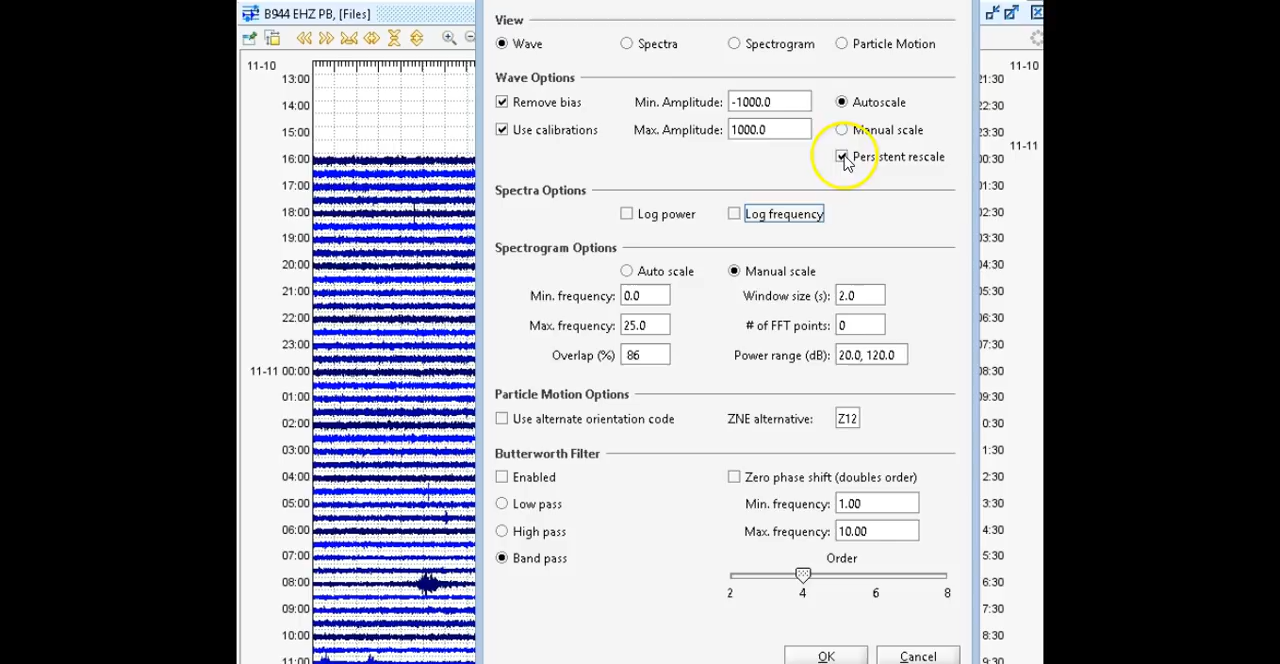 B944 EHZ PB, [Files]
11-10
13:00
14:00
15:00
16:00
17:00
18:00
19:00
20:00
21:00
22:00
23:00
11-11 00:00
01:00
02:00
03:00
04:00
05:00
06:00
07:00
08:00
09:00
10:00
11:00
View
Wave Spectra Spectrogram Particle Motion
Wave Options
Remove bias Min. Amplitude: -1000.0 Autoscale
Use calibrations Max. Amplitude: 1000.0 Manual scale
Persistent rescale
Spectra Options
Log power Log frequency
Spectrogram Options
Auto scale Manual scale
Min. frequency: 0.0 Window size (s): 2.0
Max. frequency: 25.0 # of FFT points: 0
Overlap (%) 86 Power range (dB): 20.0, 120.0
Particle Motion Options
Use alternate orientation code ZNE alternative: Z12
Butterworth Filter
Enabled Zero phase shift (doubles order)
Low pass Min. frequency: 1.00
High pass Max. frequency: 10.00
Band pass Order
2 4 6 8
OK Cancel
11-10
21:30
22:30
23:30
11-11
00:30
01:30
02:30
03:30
04:30
05:30
06:30
07:30
08:30
09:30
0:30
1:30
2:30
3:30
4:30
5:30
6:30
7:30
8:30
9:30